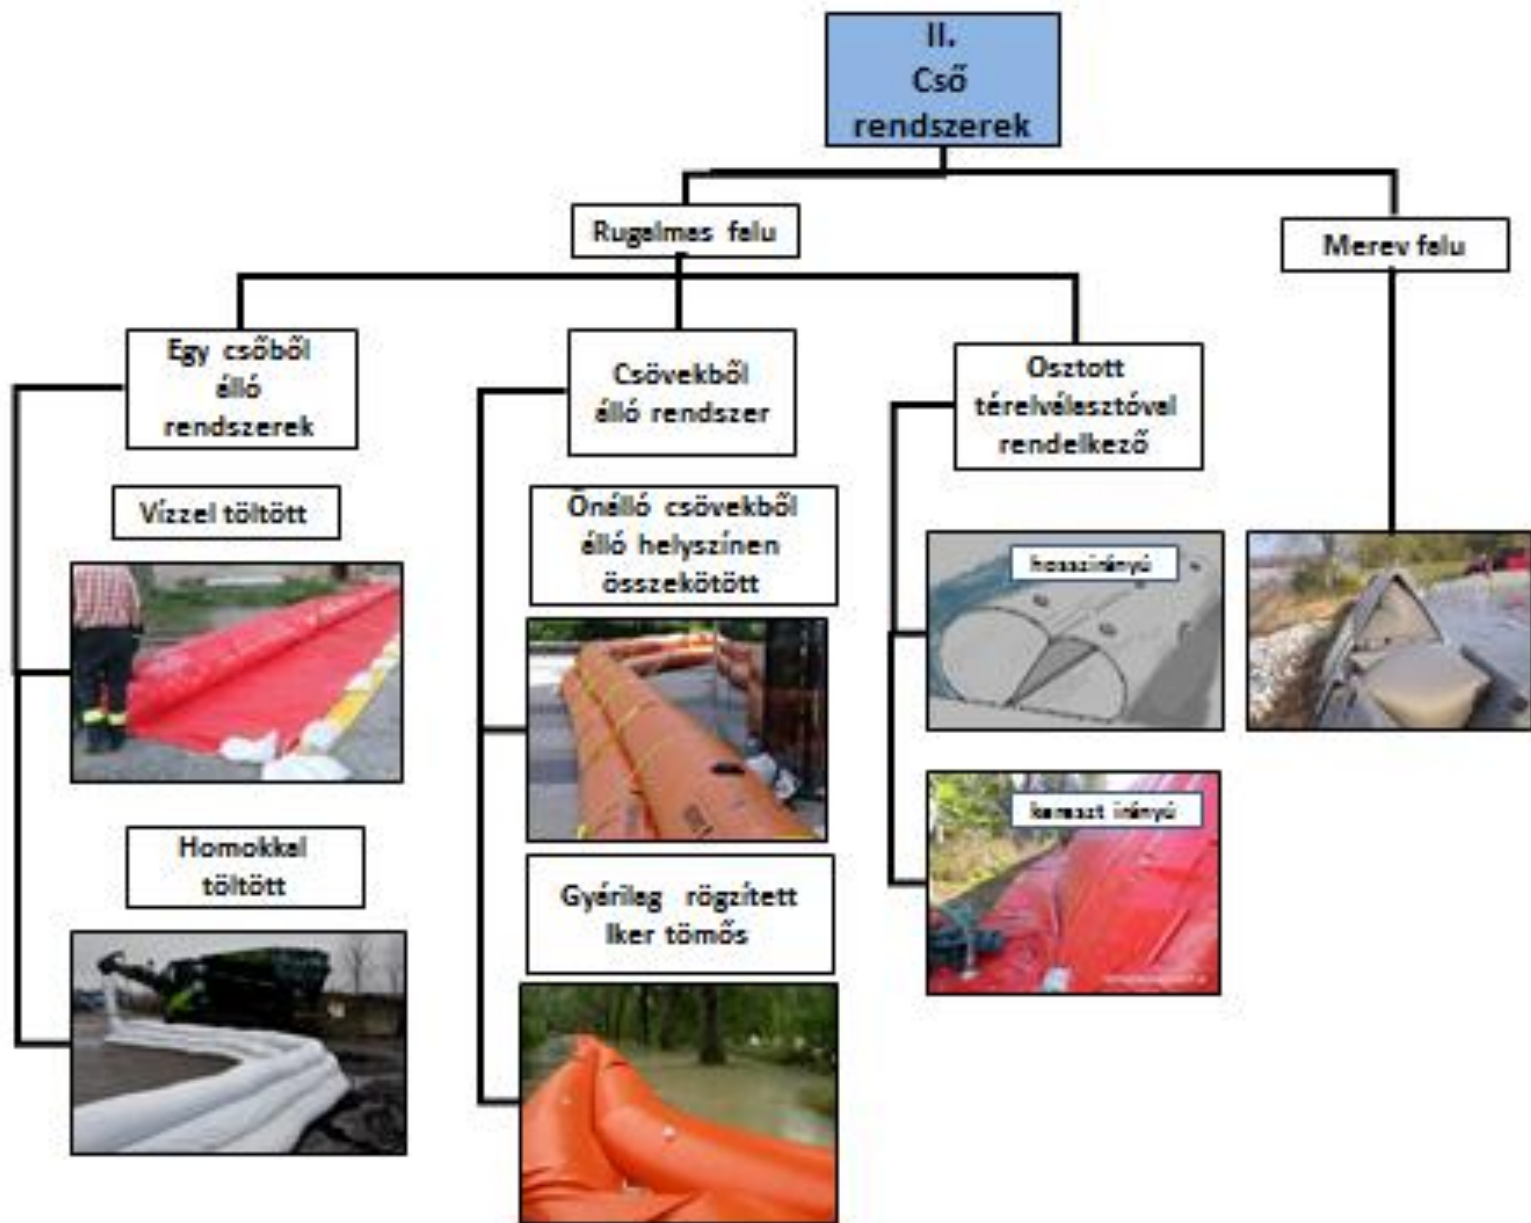 II.
Cső
rendszerek
Rugalmas falu
Merev falu
Egy csőből
álló
rendszerek
Csövekből
álló rendszer
Osztott
térelválasztóval
rendelkező
Vízzel töltött
Önálló csövekből
álló helyszínen
összekötött
hosszirányú
kereszt irányú
Homokkal
töltött
Gyárilag rögzített
Iker tömős